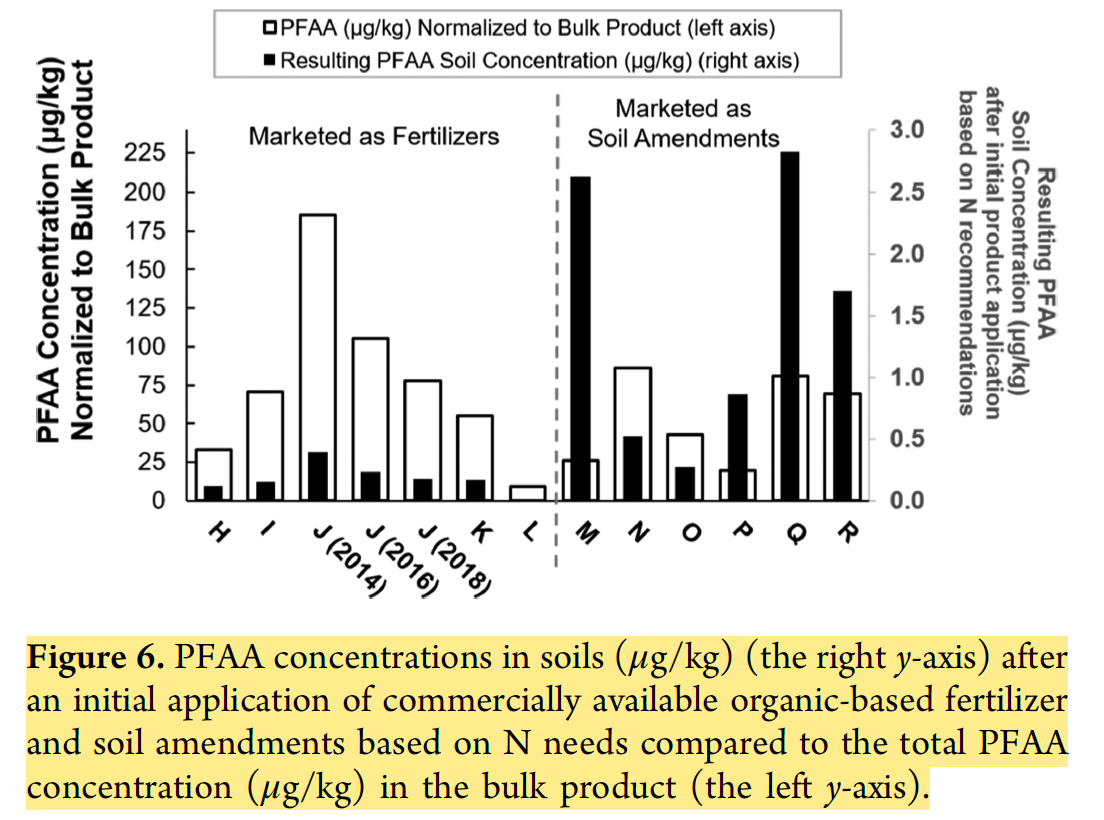 PFAA (µg/kg) Normalized to Bulk Product (left axis)
Resulting PFAA Soil Concentration (µg/kg) (right axis)
PFAA Concentration (µg/kg)
Normalized to Bulk Product
Marketed as Fertilizers
Marketed as
Soil Amendments
225
200
175
150
125
100
75
50
25
0
3.0
2.5
2.0
1.5
1.0
0.5
0.0
Resulting PFAA
Soil Concentration (µg/kg)
after initial product application
based on N recommendations
H
I
J (2014)
J (2016)
J (2018)
K
L
M
N
O
P
Q
R
Figure 6. PFAA concentrations in soils (μg/kg) (the right y-axis) after
an initial application of commercially available organic-based fertilizer
and soil amendments based on N needs compared to the total PFAA
concentration (μg/kg) in the bulk product (the left y-axis).